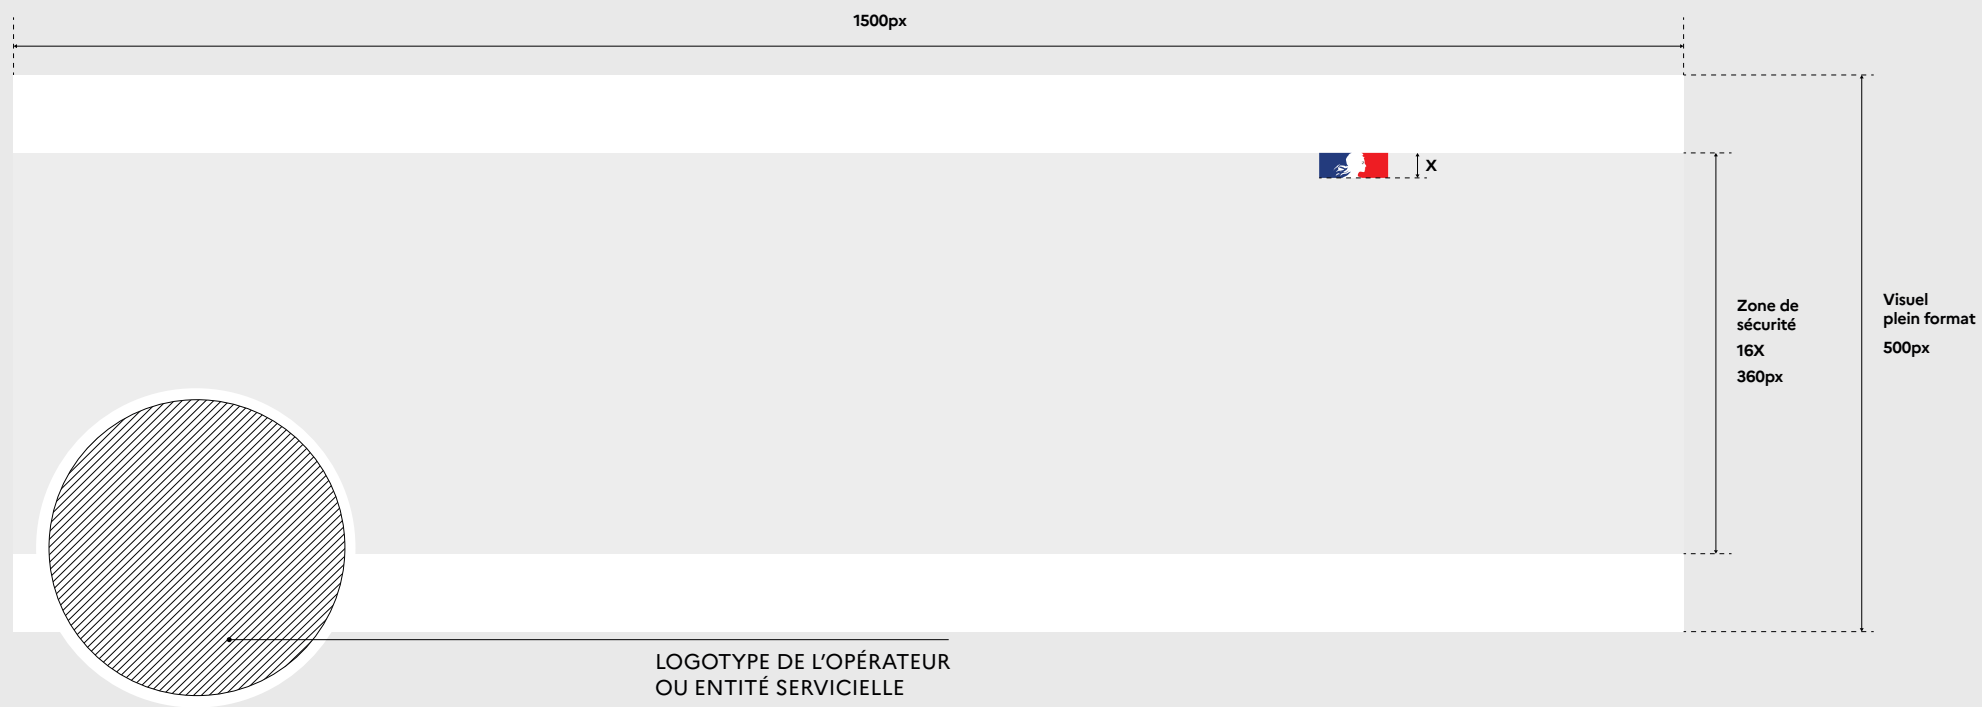 1500px
X
Zone de
sécurité
16X
360px
Visuel
plein format
500px
LOGOTYPE DE L’OPÉRATEUR
OU ENTITÉ SERVICIELLE